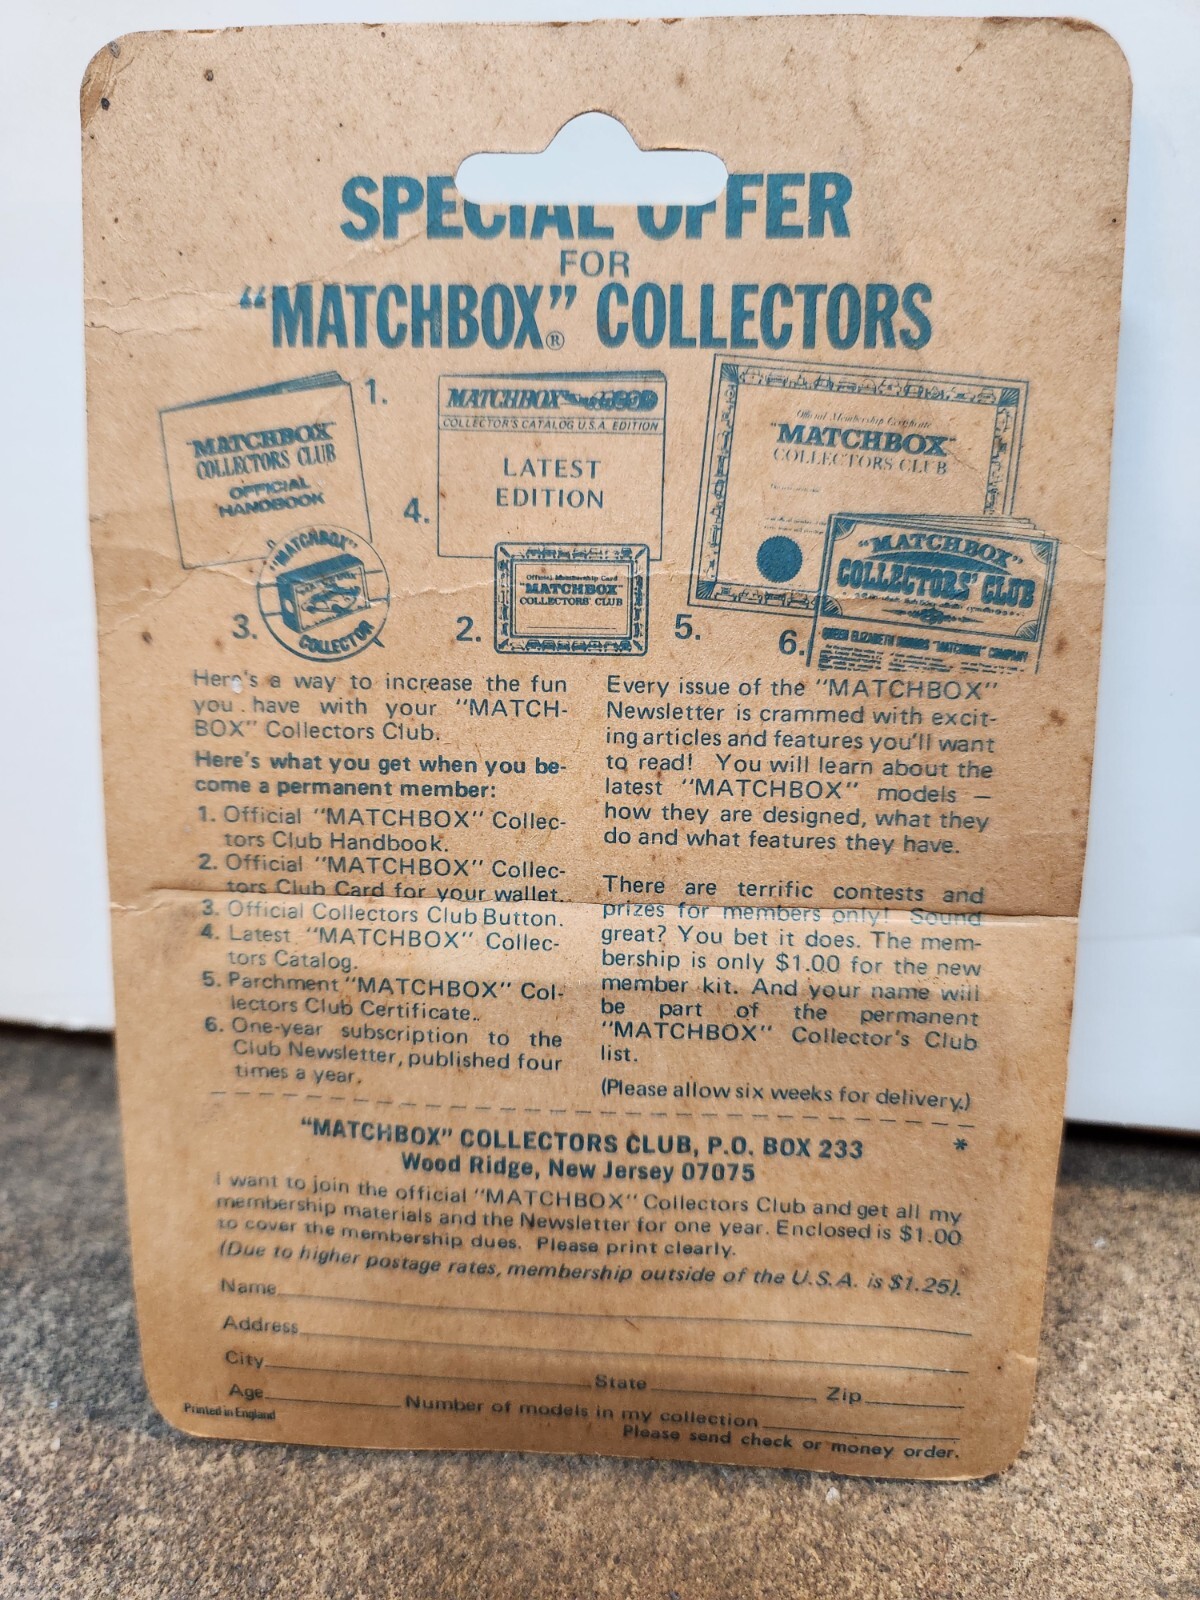 SPECIAL OFFER
FOR
“MATCHBOX”® COLLECTORS
1.
"MATCHBOX"
COLLECTORS CLUB
OFFICIAL
HANDBOOK
4.
MATCHBOX
COLLECTOR'S CATALOG U.S.A. EDITION
LATEST
EDITION
Official Membership Certificate
"MATCHBOX"
COLLECTORS CLUB
3.
"MATCHBOX"
COLLECTOR
2.
Official Membership Card
"MATCHBOX"
COLLECTORS CLUB
5.
6.
"MATCHBOX"
COLLECTORS' CLUB
QUEEN ELIZABETH HONORS "MATCHBOX" COMPANY
Here's a way to increase the fun
you have with your "MATCH-
BOX" Collectors Club.
Here's what you get when you be-
come a permanent member:
1. Official "MATCHBOX" Collec-
tors Club Handbook.
2. Official "MATCHBOX" Collec-
tors Club Card for your wallet.
3. Official Collectors Club Button.
4. Latest "MATCHBOX" Collec-
tors Catalog.
5. Parchment "MATCHBOX" Col-
lectors Club Certificate.
6. One-year subscription to the
Club Newsletter, published four
times a year.
Every issue of the "MATCHBOX"
Newsletter is crammed with excit-
ing articles and features you'll want
to read! You will learn about the
latest "MATCHBOX" models —
how they are designed, what they
do and what features they have.
There are terrific contests and
prizes for members only! Sound
great? You bet it does. The mem-
bership is only $1.00 for the new
member kit. And your name will
be part of the permanent
"MATCHBOX" Collector's Club
list.
(Please allow six weeks for delivery.)
"MATCHBOX" COLLECTORS CLUB, P.O. BOX 233 *
Wood Ridge, New Jersey 07075
I want to join the official "MATCHBOX" Collectors Club and get all my
membership materials and the Newsletter for one year. Enclosed is $1.00
to cover the membership dues. Please print clearly.
(Due to higher postage rates, membership outside of the U.S.A. is $1.25).
Name
Address
City State Zip
Age Number of models in my collection
Printed in England
Please send check or money order.